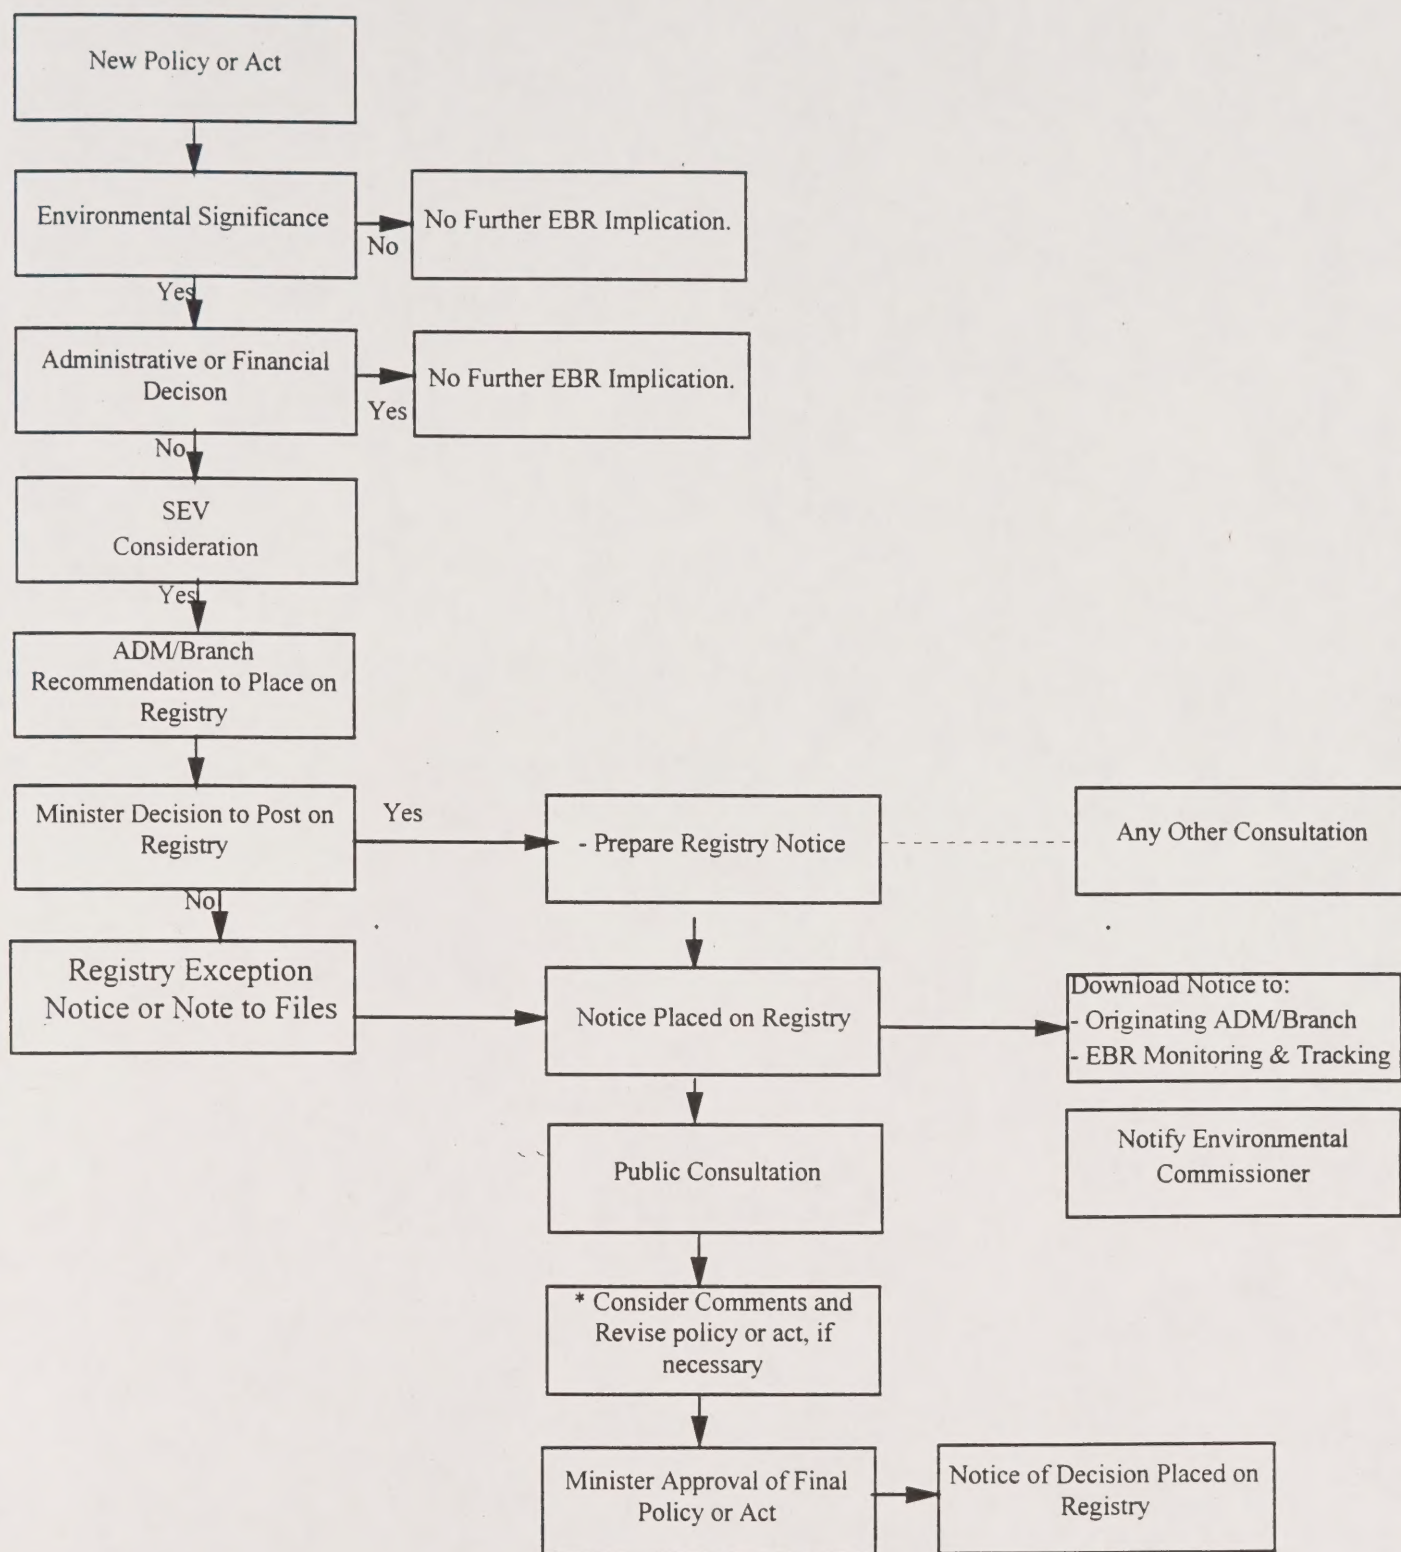 New Policy or Act
Environmental Significance
No
No Further EBR Implication.
Yes
Administrative or Financial
Decison
Yes
No Further EBR Implication.
No
SEV
Consideration
Yes
ADM/Branch
Recommendation to Place on
Registry
Minister Decision to Post on
Registry
Yes
- Prepare Registry Notice
Any Other Consultation
No
Registry Exception
Notice or Note to Files
Notice Placed on Registry
Download Notice to:
- Originating ADM/Branch
- EBR Monitoring & Tracking
Public Consultation
Notify Environmental
Commissioner
* Consider Comments and
Revise policy or act, if
necessary
Minister Approval of Final
Policy or Act
Notice of Decision Placed on
Registry